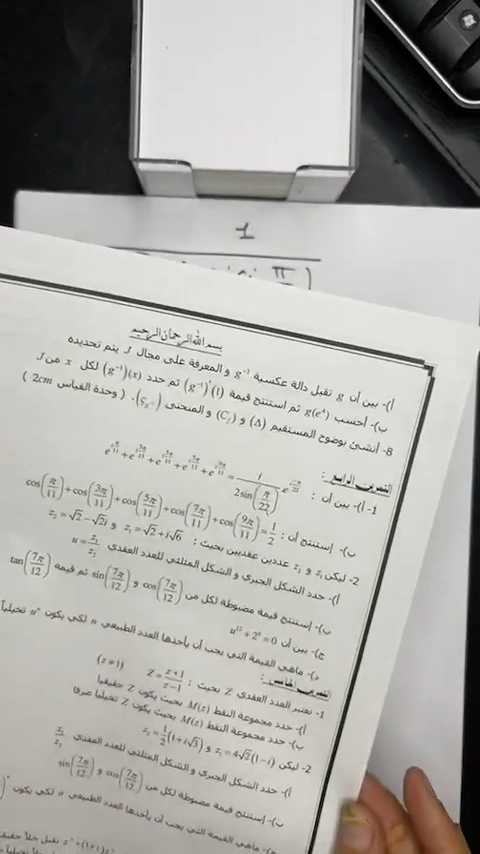 1
بسم الله الرحمان الرحيم
أ)- بين أن g تقبل دالة عكسية g⁻¹ و المعرفة على مجال J يتم تحديده
ب)- أحسب g(e⁴) ثم استنتج قيمة (g⁻¹)'(1) ثم حدد (g⁻¹)(x) لكل x من J
8- أنشئ بوضوح المستقيم (Δ) و (C_f) و المنحنى . ( وحدة القياس 2cm )
التمرين الرابع :
1- أ)- بين أن : e^{iπ/11}+e^{i3π/11}+e^{i5π/11}+e^{i7π/11}+e^{i9π/11} = i/(2sin(π/22)) .
ب)- إستنتج أن : cos(π/11)+cos(3π/11)+cos(5π/11)+cos(7π/11)+cos(9π/11)=1/2
2- ليكن z₁ و z₂ عددين عقديين بحيث : z₁=√2+i√6 و z₂=√2-√2i
أ)- حدد الشكل الجبري و الشكل المثلثي للعدد العقدي u=z₁/z₂
ب)- إستنتج قيمة مضبوطة لكل من cos(7π/12) و sin(7π/12) ثم قيمة tan(7π/12)
ج)- بين أن u¹²+2⁶=0
د)- ماهي القيمة التي يجب أن يأخذها العدد الطبيعي n لكي يكون uⁿ تخيليا
التمرين الخامس :
1- نعتبر العدد العقدي Z بحيث : Z=(z+1)/(z-1) (z≠1)
أ)- حدد مجموعة النقط M(z) بحيث يكون Z حقيقيا
ب)- حدد مجموعة النقط M(z) بحيث يكون Z تخيليا صرفا
2- ليكن z₁=4√2(1-i) و z₂=1/2(1+i√3)
أ)- حدد الشكل الجبري و الشكل المثلثي للعدد العقدي z₁/z₂
ب)- إستنتج قيمة مضبوطة لكل من cos(7π/12) و sin(7π/12)
ماهي القيمة التي يجب أن يأخذها العدد الطبيعي n لكي يكون
تقبل حلا حقيقيا